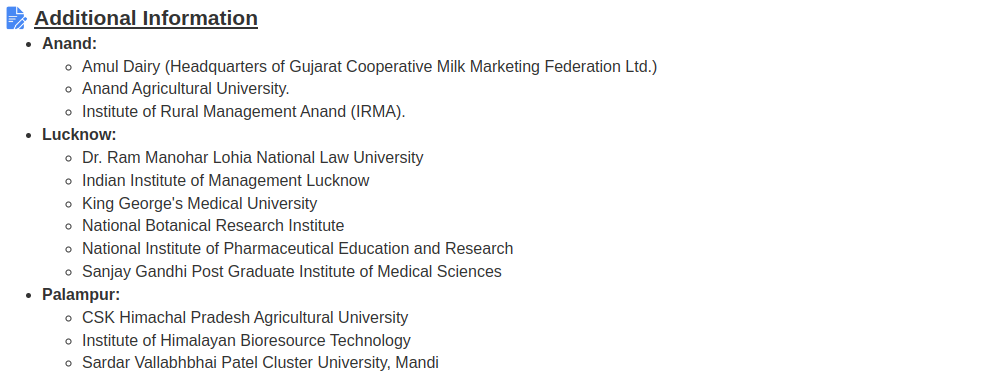 Additional Information
• Anand:
○ Amul Dairy (Headquarters of Gujarat Cooperative Milk Marketing Federation Ltd.)
○ Anand Agricultural University.
○ Institute of Rural Management Anand (IRMA).
• Lucknow:
○ Dr. Ram Manohar Lohia National Law University
○ Indian Institute of Management Lucknow
○ King George's Medical University
○ National Botanical Research Institute
○ National Institute of Pharmaceutical Education and Research
○ Sanjay Gandhi Post Graduate Institute of Medical Sciences
• Palampur:
○ CSK Himachal Pradesh Agricultural University
○ Institute of Himalayan Bioresource Technology
○ Sardar Vallabhbhai Patel Cluster University, Mandi